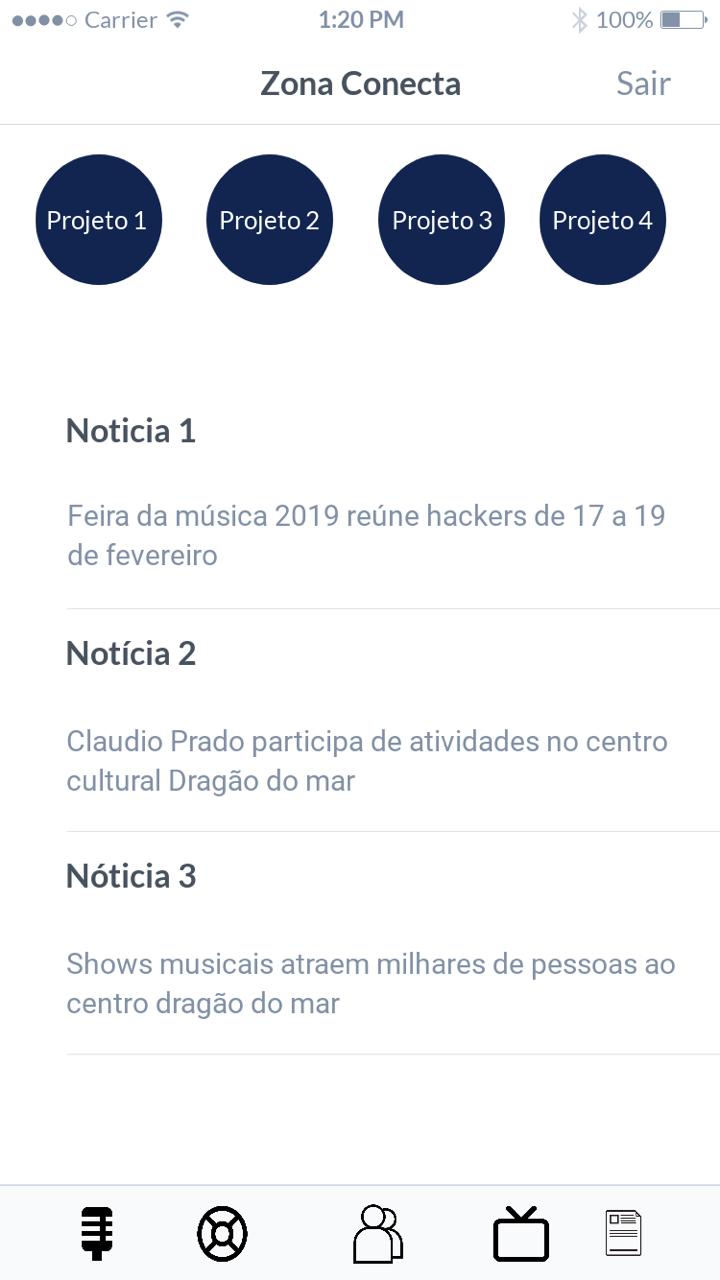 Carrier 1:20 PM 100%
Zona Conecta Sair
Projeto 1 Projeto 2 Projeto 3 Projeto 4
Noticia 1
Feira da música 2019 reúne hackers de 17 a 19
de fevereiro
Notícia 2
Claudio Prado participa de atividades no centro
cultural Dragão do mar
Nóticia 3
Shows musicais atraem milhares de pessoas ao
centro dragão do mar